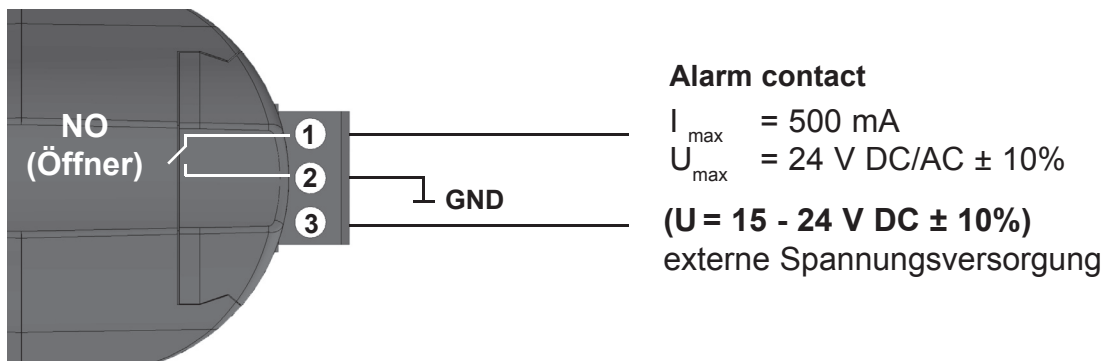 NO
(Öffner)
1
2
3
GND
Alarm contact
I max = 500 mA
U max = 24 V DC/AC ± 10%
(U = 15 - 24 V DC ± 10%)
externe Spannungsversorgung